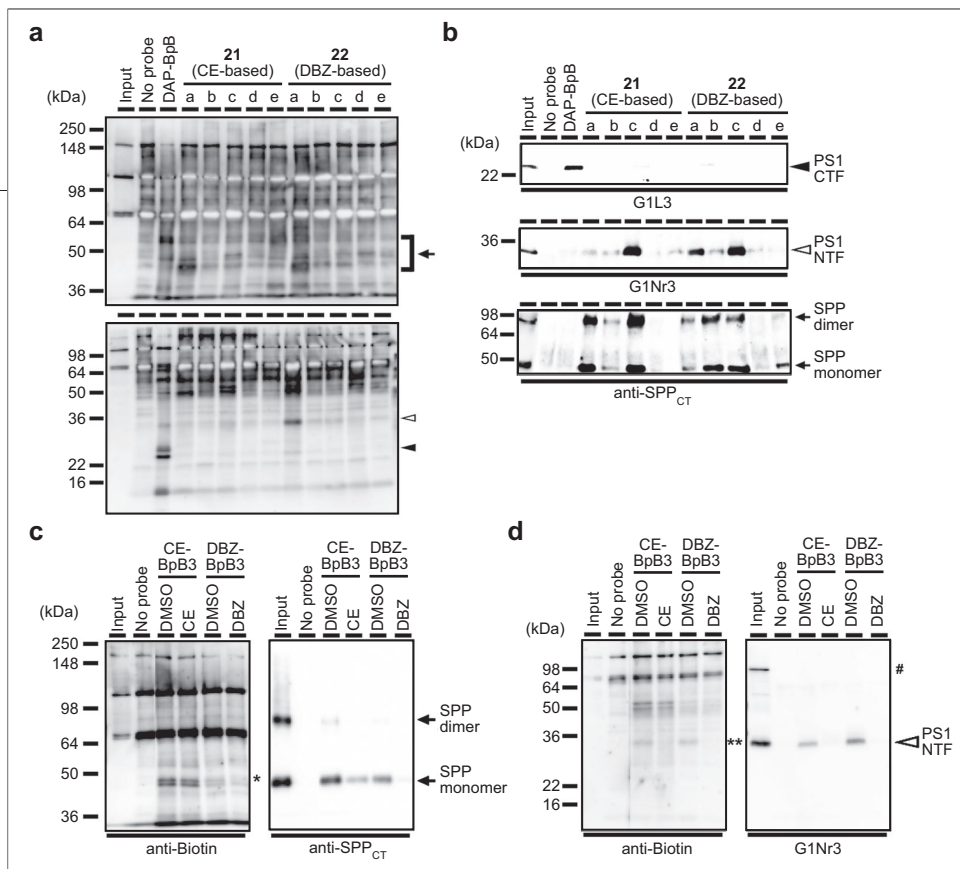 a
21
(CE-based)
22
(DBZ-based)
(kDa)
Input
No probe
DAP-BpB
a b c d e
a b c d e
250
148
98
64
50
36
98
64
50
36
22
16
b
21
(CE-based)
22
(DBZ-based)
(kDa)
Input
No probe
DAP-BpB
a b c d e
a b c d e
22
PS1
CTF
G1L3
36
PS1
NTF
G1Nr3
98
64
50
SPP
dimer
SPP
monomer
anti-SPPCT
c
CE-
BpB3
DBZ-
BpB3
(kDa)
Input
No probe
DMSO
CE
DMSO
DBZ
250
148
98
64
50
36
*
anti-Biotin
CE-
BpB3
DBZ-
BpB3
Input
No probe
DMSO
CE
DMSO
DBZ
SPP
dimer
SPP
monomer
anti-SPPCT
d
CE-
BpB3
DBZ-
BpB3
(kDa)
Input
No probe
DMSO
CE
DMSO
DBZ
98
64
50
36
22
16
**
anti-Biotin
CE-
BpB3
DBZ-
BpB3
Input
No probe
DMSO
CE
DMSO
DBZ
#
PS1
NTF
G1Nr3